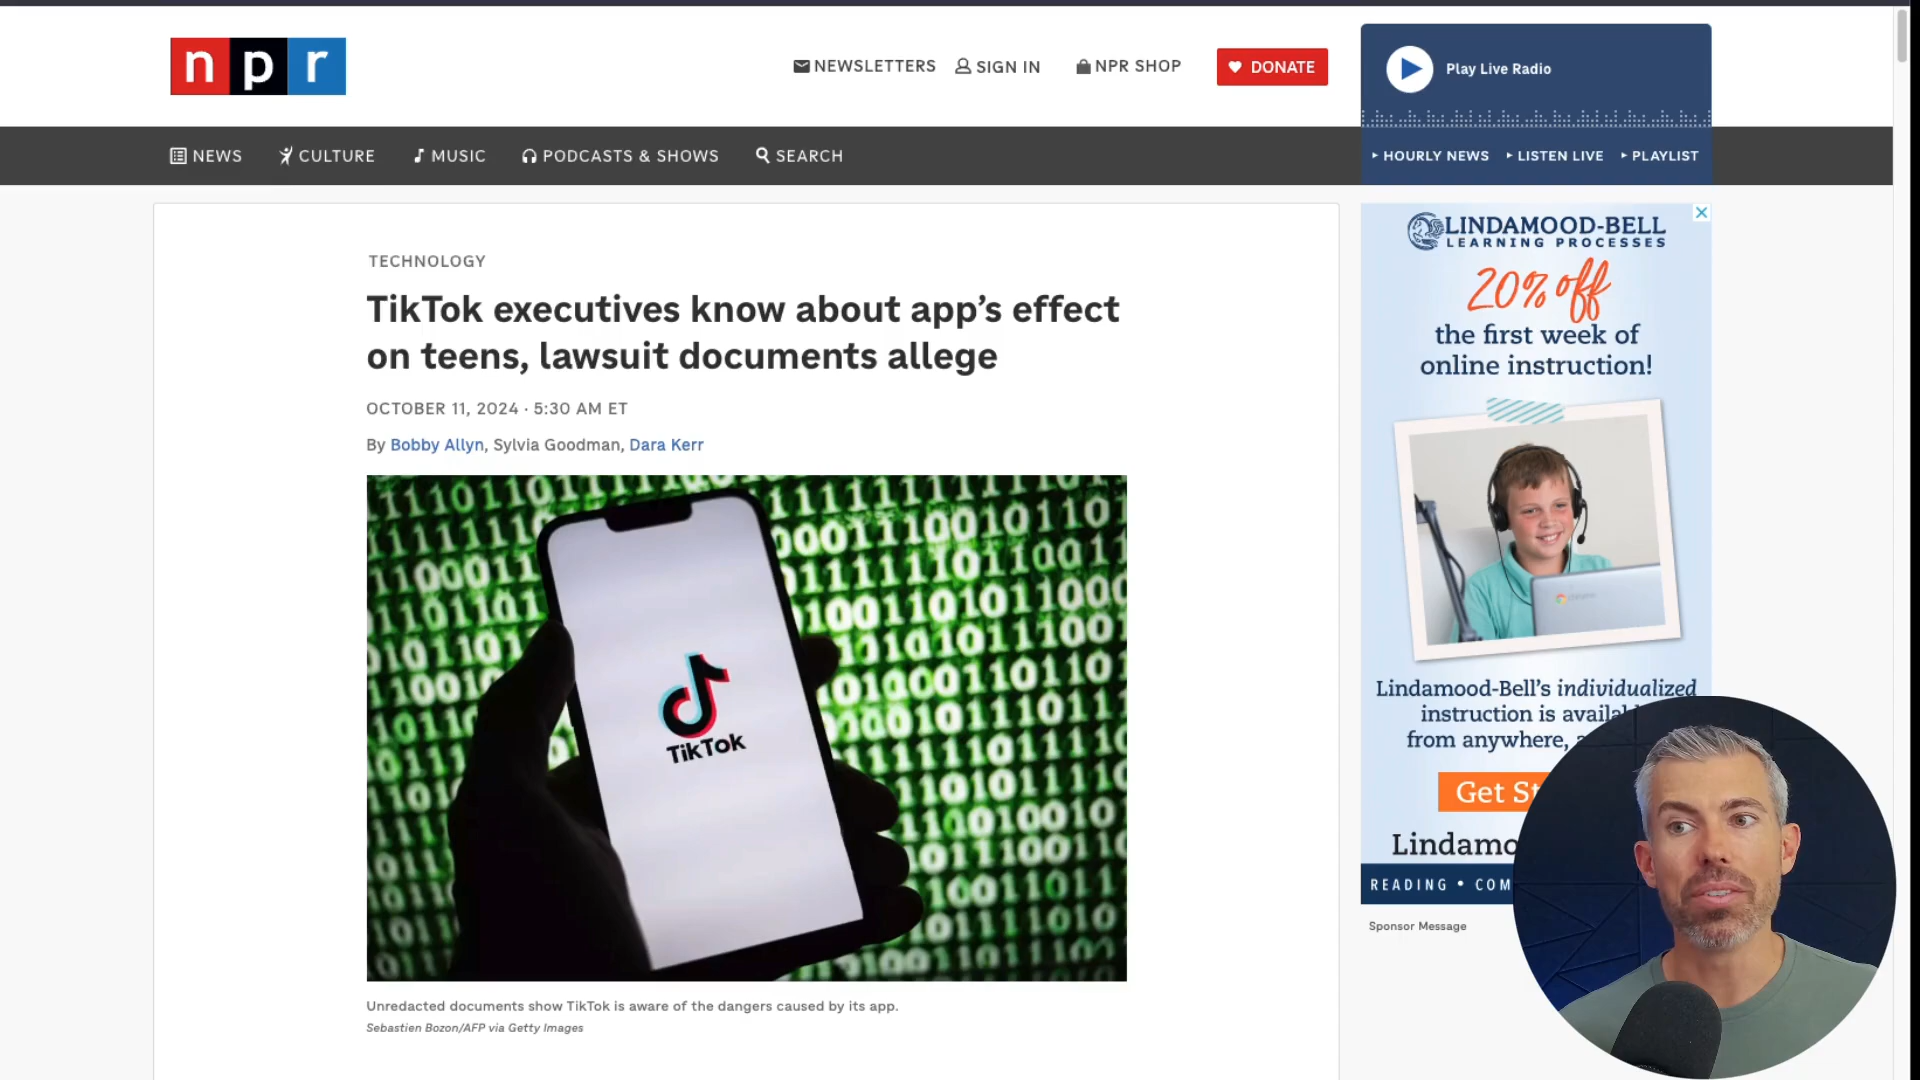 npr
NEWSLETTERS
SIGN IN
NPR SHOP
DONATE
Play Live Radio
NEWS
CULTURE
MUSIC
PODCASTS & SHOWS
SEARCH
HOURLY NEWS
LISTEN LIVE
PLAYLIST
TECHNOLOGY
TikTok executives know about app’s effect
on teens, lawsuit documents allege
OCTOBER 11, 2024 · 5:30 AM ET
By Bobby Allyn, Sylvia Goodman, Dara Kerr
TikTok
Unredacted documents show TikTok is aware of the dangers caused by its app.
Sebastien Bozon/AFP via Getty Images
LINDAMOOD-BELL
LEARNING PROCESSES
20% off
the first week of
online instruction!
Lindamood-Bell’s individualized
instruction is
from anywhere,
Get
READING •
Sponsor Message